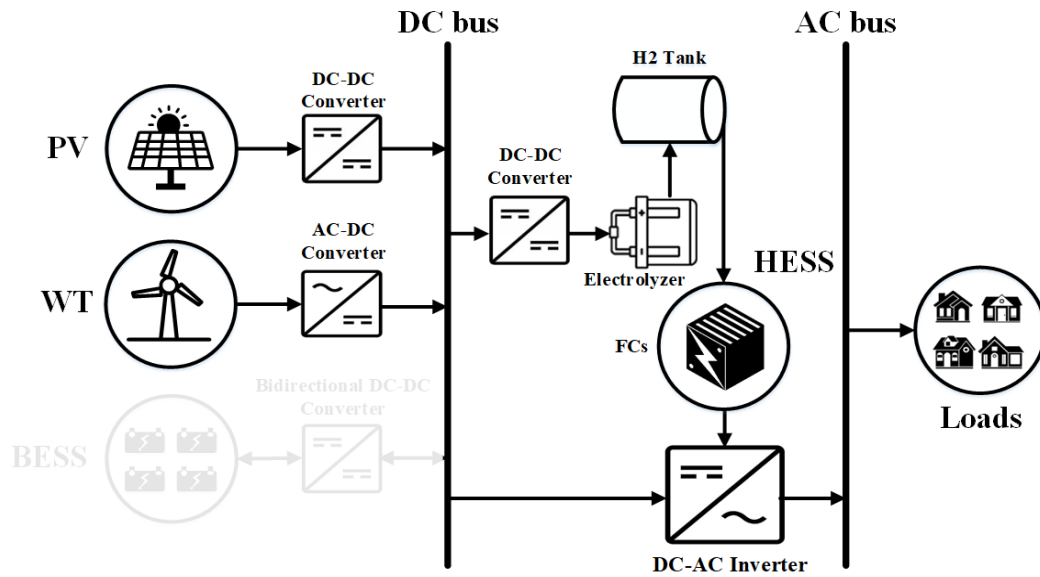 DC bus
AC bus
H2 Tank
DC-DC
Converter
PV
DC-DC
Converter
AC-DC
Converter
WT
Electrolyzer
HESS
FCs
Bidirectional DC-DC
Converter
BESS
Loads
DC-AC Inverter